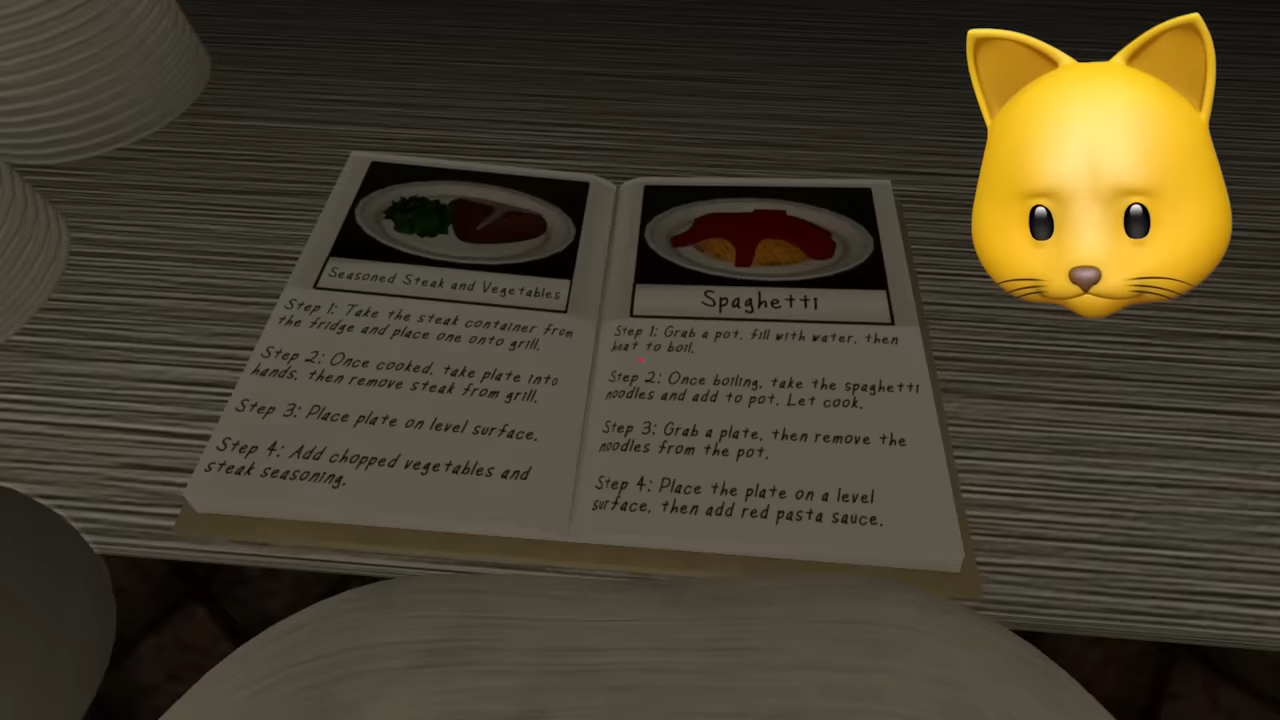 Seasoned Steak and Vegetables
Step 1: Take the steak container from
the fridge and place one onto grill.
Step 2: Once cooked, take plate into
hands, then remove steak from grill.
Step 3: Place plate on level surface.
Step 4: Add chopped vegetables and
steak seasoning.
Spaghetti
Step 1: Grab a pot, fill with water, then
heat to boil.
Step 2: Once boiling, take the spaghetti
noodles and add to pot. Let cook.
Step 3: Grab a plate, then remove the
noodles from the pot.
Step 4: Place the plate on a level
surface, then add red pasta sauce.